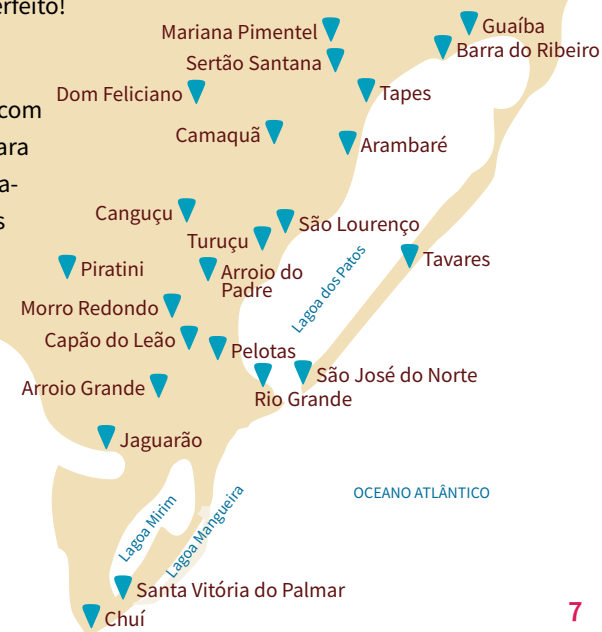 rfeito!
com
ara
a-
s
Mariana Pimentel
Guaíba
Barra do Ribeiro
Sertão Santana
Dom Feliciano
Tapes
Camaquã
Arambaré
Canguçu
São Lourenço
Turuçu
Tavares
Piratini
Arroio do
Padre
Lagoa dos Patos
Morro Redondo
Capão do Leão
Pelotas
São José do Norte
Arroio Grande
Rio Grande
Jaguarão
OCEANO ATLÂNTICO
Lagoa Mirim
Lagoa Mangueira
Santa Vitória do Palmar
Chuí
7